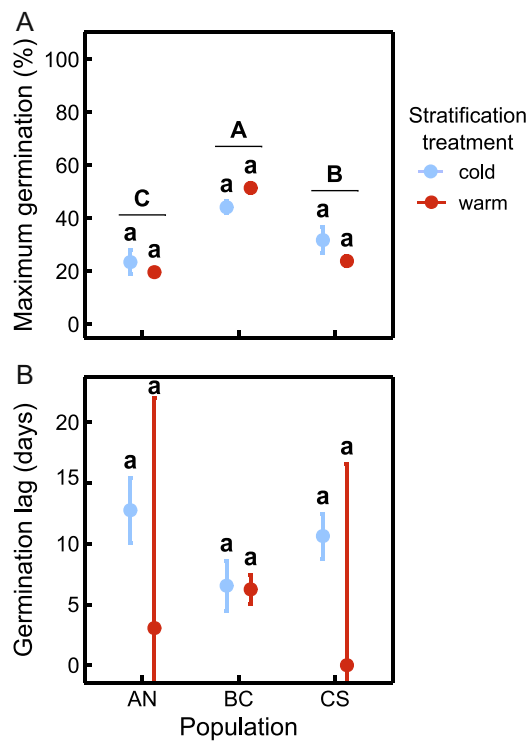 A
Maximum germination (%)
100
80
60
40
20
0
C
a
a
A
a
a
B
a
a
Stratification
treatment
cold
warm
B
Germination lag (days)
20
15
10
5
0
a
a
a
a
a
a
AN
BC
CS
Population